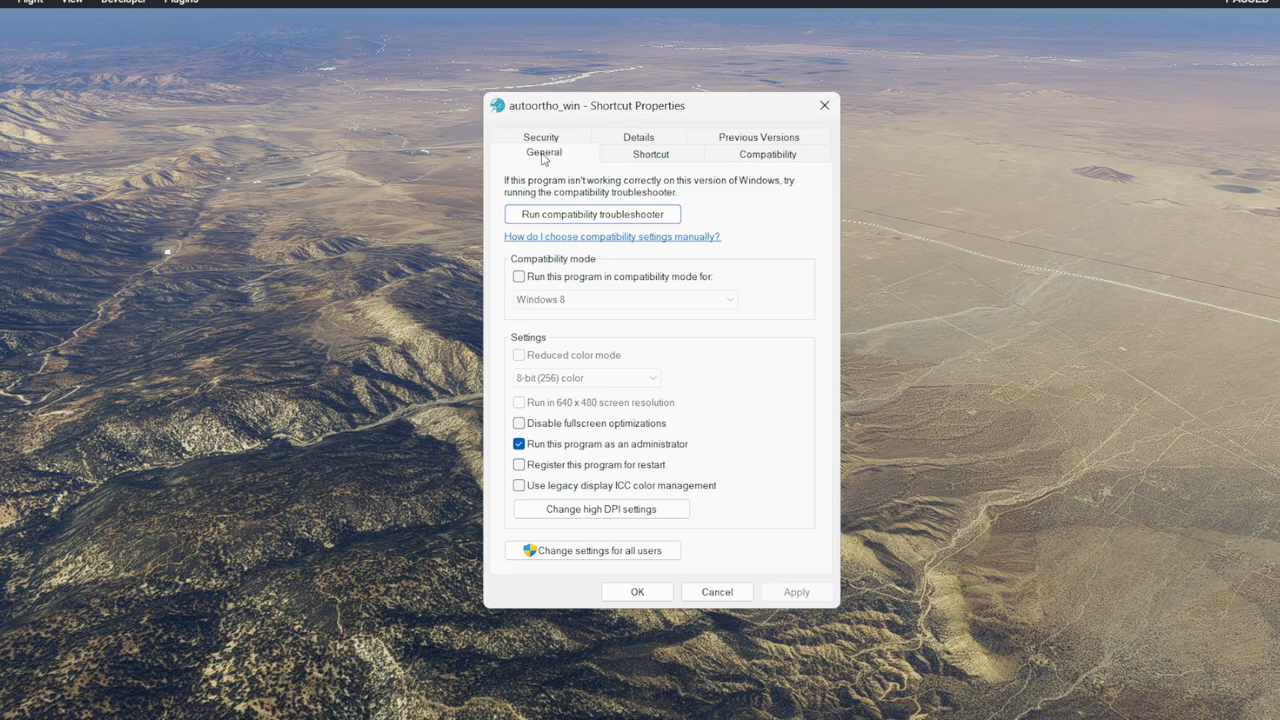 Flight View Developer Plugins PAUSED
autoortho_win - Shortcut Properties
Security Details Previous Versions
General Shortcut Compatibility
If this program isn't working correctly on this version of Windows, try
running the compatibility troubleshooter.
Run compatibility troubleshooter
How do I choose compatibility settings manually?
Compatibility mode
Run this program in compatibility mode for:
Windows 8
Settings
Reduced color mode
8-bit (256) color
Run in 640 x 480 screen resolution
Disable fullscreen optimizations
Run this program as an administrator
Register this program for restart
Use legacy display ICC color management
Change high DPI settings
Change settings for all users
OK Cancel Apply